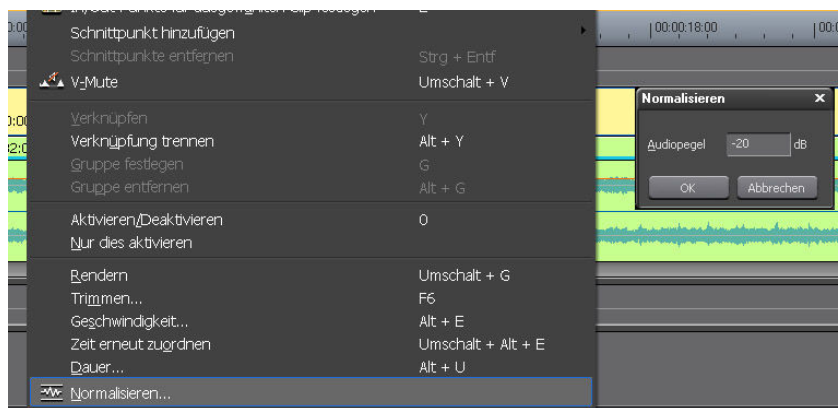 Schnittpunkt hinzufügen
Schnittpunkte entfernen Strg + Entf
V-Mute Umschalt + V
Verknüpfen Y
Verknüpfung trennen Alt + Y
Gruppe festlegen G
Gruppe entfernen Alt + G
Aktivieren/Deaktivieren 0
Nur dies aktivieren
Rendern Umschalt + G
Trimmen... F6
Geschwindigkeit... Alt + E
Zeit erneut zuordnen Umschalt + Alt + E
Dauer... Alt + U
Normalisieren...
00:00:18:00
Normalisieren x
Audiopegel -20 dB
OK Abbrechen